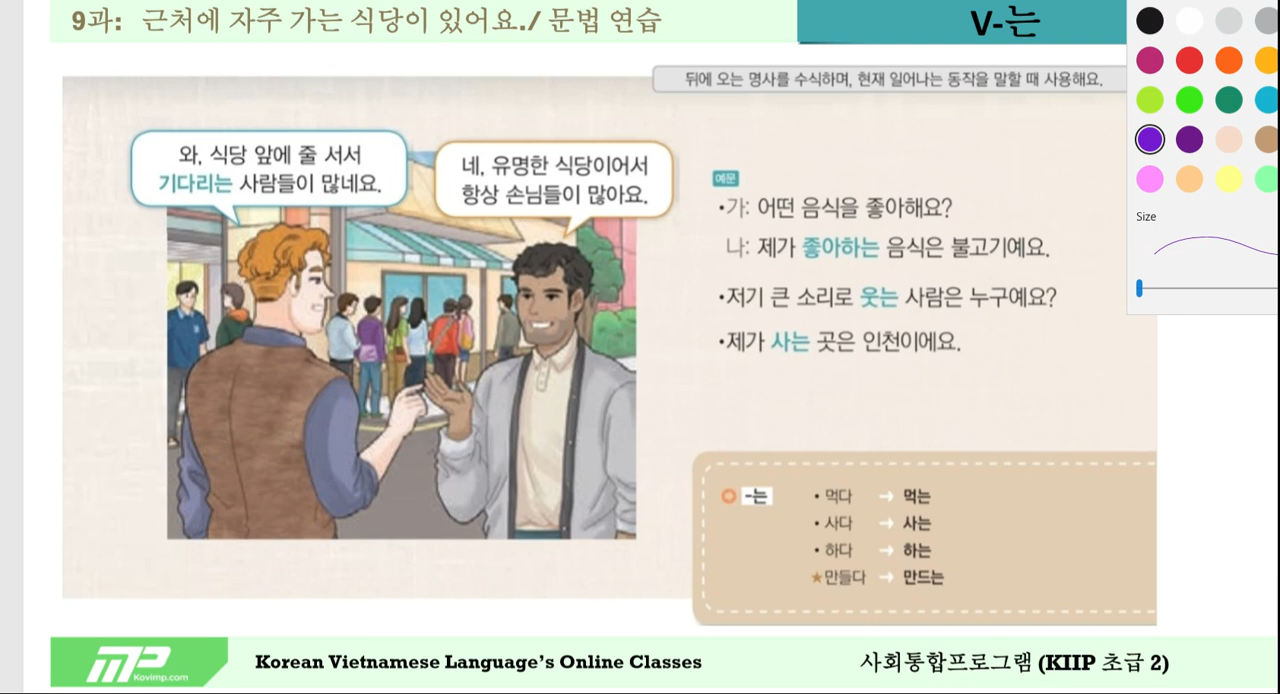 9과: 근처에 자주 가는 식당이 있어요./ 문법 연습
V-는
뒤에 오는 명사를 수식하며, 현재 일어나는 동작을 말할 때 사용해요.
와, 식당 앞에 줄 서서
기다리는 사람들이 많네요.
네, 유명한 식당이어서
항상 손님들이 많아요.
예문
•가: 어떤 음식을 좋아해요?
나: 제가 좋아하는 음식은 불고기예요.
•저기 큰 소리로 웃는 사람은 누구예요?
•제가 사는 곳은 인천이에요.
-는
• 먹다 → 먹는
• 사다 → 사는
• 하다 → 하는
★만들다 → 만드는
Size
MP Kovimp.com
Korean Vietnamese Language's Online Classes
사회통합프로그램 (KIIP 초급 2)